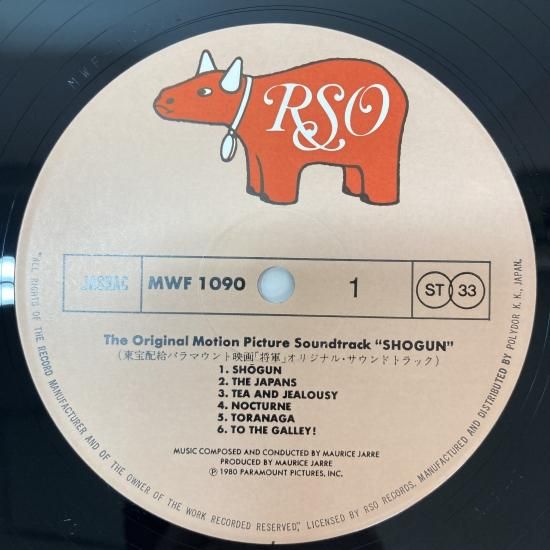 MWF
RSO
JASRAC
MWF 1090
1
ST 33
The Original Motion Picture Soundtrack "SHOGUN"
(東宝配給パラマウント映画「将軍」オリジナル・サウンドトラック)
1. SHŌGUN
2. THE JAPANS
3. TEA AND JEALOUSY
4. NOCTURNE
5. TORANAGA
6. TO THE GALLEY!
MUSIC COMPOSED AND CONDUCTED BY MAURICE JARRE
PRODUCED BY MAURICE JARRE
Ⓟ 1980 PARAMOUNT PICTURES, INC.
"ALL RIGHTS OF THE RECORD MANUFACTURER AND OF THE OWNER OF THE WORK RECORDED RESERVED", LICENSED BY RSO RECORDS, MANUFACTURED AND DISTRIBUTED BY POLYDOR K. K., JAPAN.